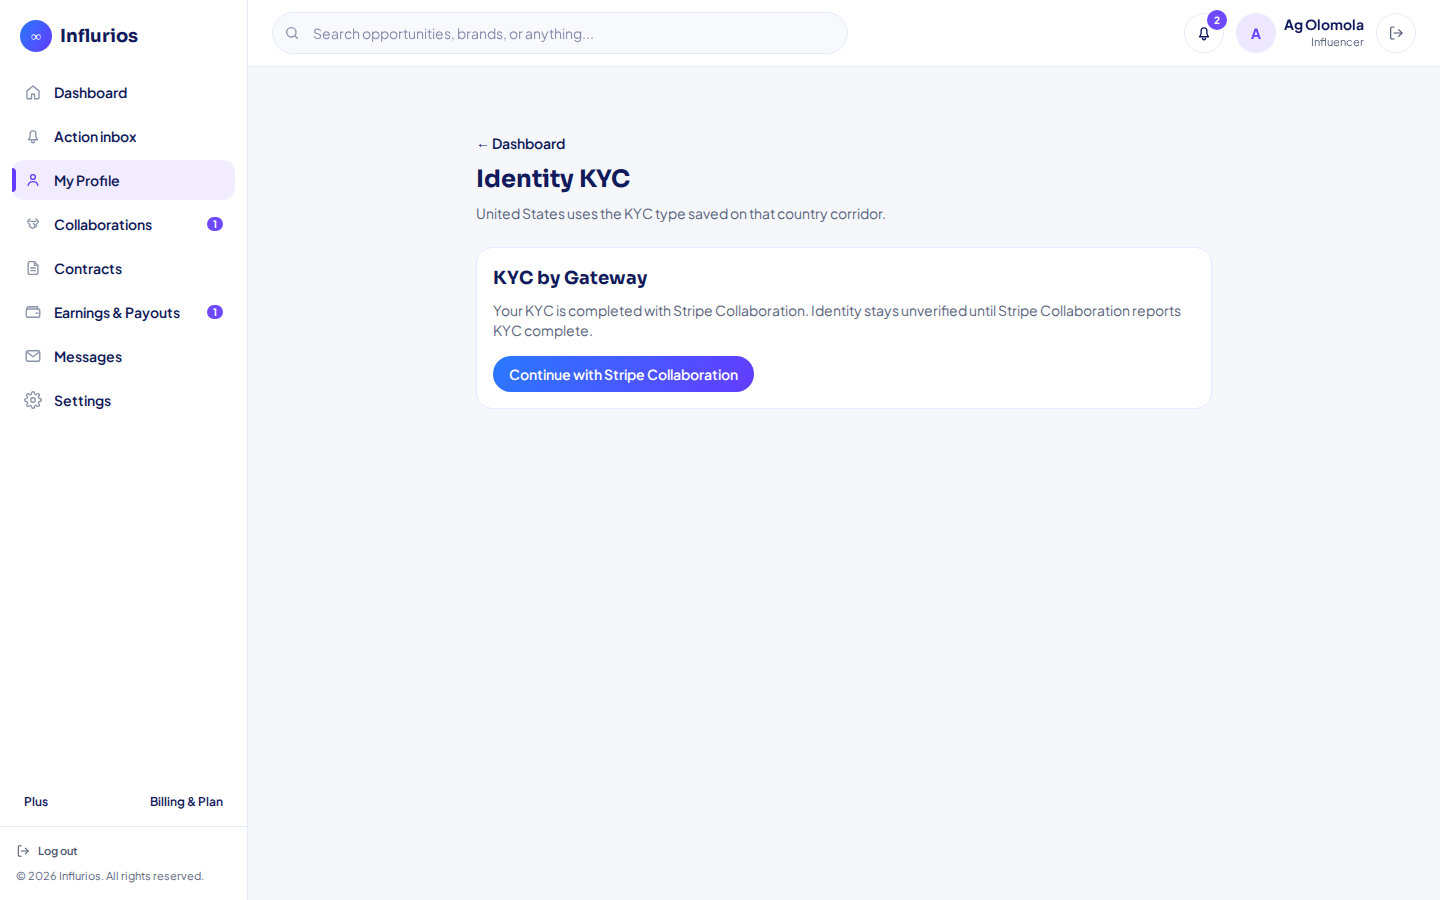 ∞ Influrios
Search opportunities, brands, or anything...
2
A
Ag Olomola
Influencer
Dashboard
Action inbox
My Profile
Collaborations 1
Contracts
Earnings & Payouts 1
Messages
Settings
← Dashboard
Identity KYC
United States uses the KYC type saved on that country corridor.
KYC by Gateway
Your KYC is completed with Stripe Collaboration. Identity stays unverified until Stripe Collaboration reports
KYC complete.
Continue with Stripe Collaboration
Plus Billing & Plan
Log out
© 2026 Influrios. All rights reserved.